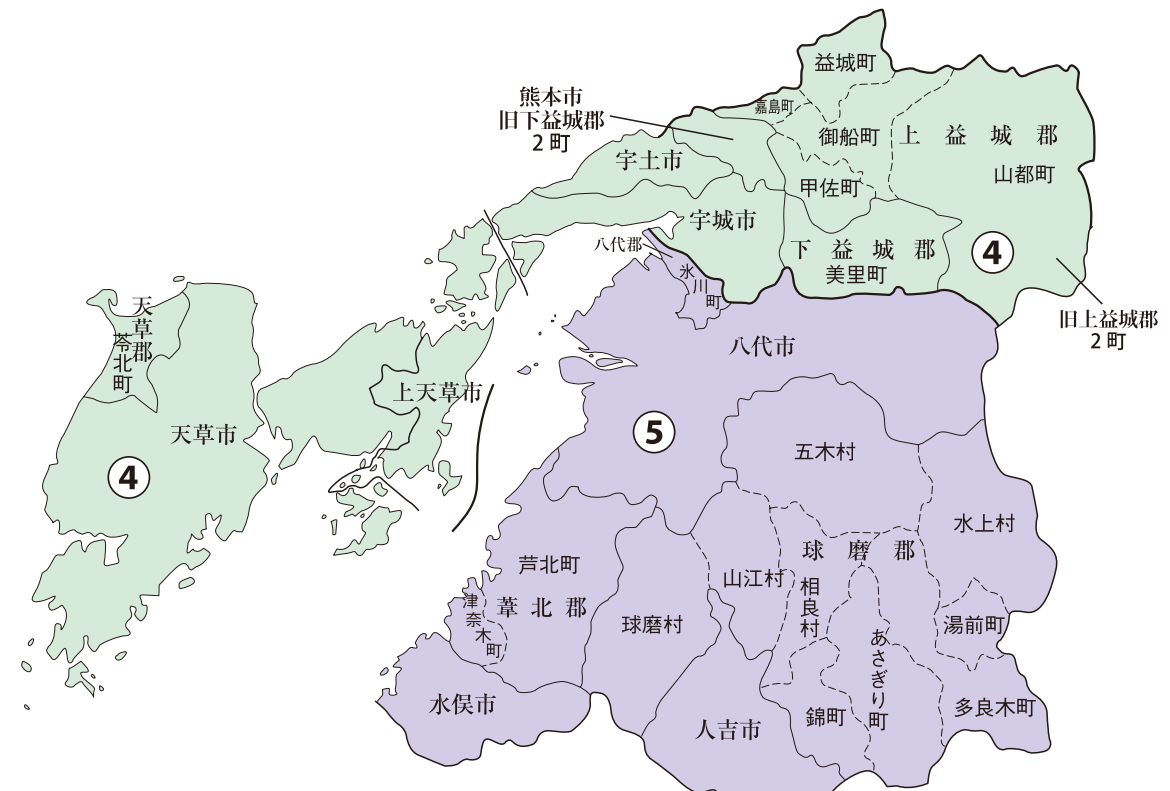 益城町
熊本市
旧下益城郡
2町
嘉島町
御船町
上益城郡
宇土市
山都町
甲佐町
宇城市
八代郡
下益城郡
美里町
④
氷川町
旧上益城郡
2町
天草郡
苓北町
八代市
上天草市
天草市
④
⑤
五木村
水上村
球磨郡
芦北町
山江村
相良村
津奈木町
葦北郡
球磨村
湯前町
あさぎり町
水俣市
人吉市
錦町
多良木町